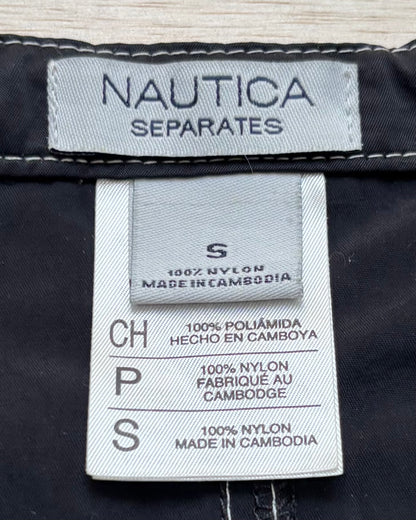 NAUTICA
SEPARATES
S
100% NYLON
MADE IN CAMBODIA
CH
100% POLIÁMIDA
HECHO EN CAMBOYA
P
100% NYLON
FABRIQUÉ AU
CAMBODGE
S
100% NYLON
MADE IN CAMBODIA